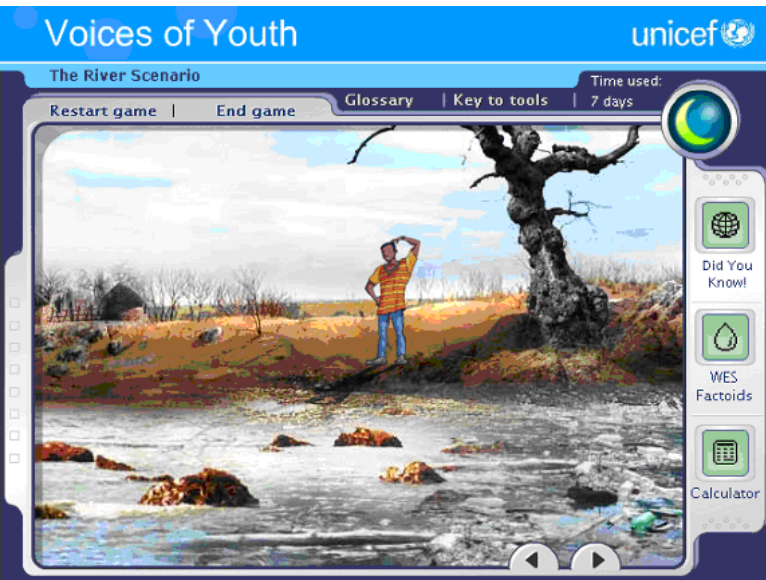 Voices of Youth
unicef
The River Scenario
Time used:
7 days
Restart game | End game
Glossary | Key to tools |
Did You
Know!
WES
Factoids
Calculator